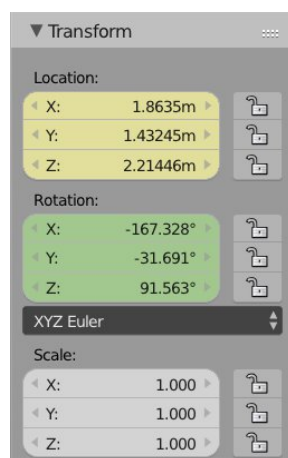 Transform
Location:
X: 1.8635m
Y: 1.43245m
Z: 2.21446m
Rotation:
X: -167.328°
Y: -31.691°
Z: 91.563°
XYZ Euler
Scale:
X: 1.000
Y: 1.000
Z: 1.000